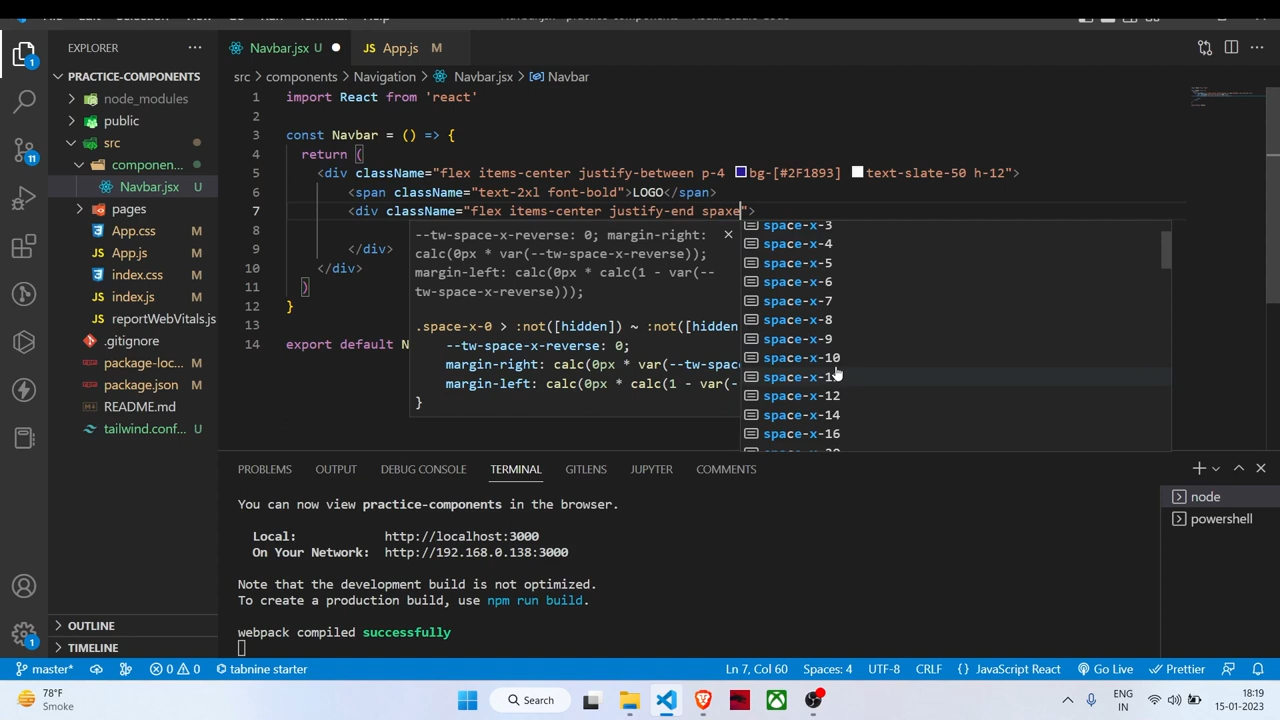 Navbar.jsx U
App.js M
EXPLORER
PRACTICE-COMPONENTS
node_modules
public
src
componen...
Navbar.jsx U
pages
App.css
App.js
index.css
index.js
reportWebVitals.js
.gitignore
package-loc...
package.json
README.md
tailwind.conf... U
OUTLINE
TIMELINE
src > components > Navigation > Navbar.jsx > Navbar
1 import React from 'react'
2
3 const Navbar = () => {
4 return (
5 <div className="flex items-center justify-between p-4 bg-[#2F1893] text-slate-50 h-12">
6 <span className="text-2xl font-bold">LOGO</span>
7 <div className="flex items-center justify-end spaxe">
8
9 </div>
10 </div>
11 )
12 }
13
14 export default N
--tw-space-x-reverse: 0; margin-right:
calc(0px * var(--tw-space-x-reverse));
margin-left: calc(0px * calc(1 - var(--
tw-space-x-reverse)));
.space-x-0 > :not([hidden]) ~ :not([hidden
--tw-space-x-reverse: 0;
margin-right: calc(0px * var(--tw-space
margin-left: calc(0px * calc(1 - var(-
}
space-x-3
space-x-4
space-x-5
space-x-6
space-x-7
space-x-8
space-x-9
space-x-10
space-x-12
space-x-14
space-x-16
PROBLEMS OUTPUT DEBUG CONSOLE TERMINAL GITLENS JUPYTER COMMENTS
You can now view practice-components in the browser.
Local: http://localhost:3000
On Your Network: http://192.168.0.138:3000
Note that the development build is not optimized.
To create a production build, use npm run build.
webpack compiled successfully
node
powershell
master* 0 0 tabnine starter Ln 7, Col 60 Spaces: 4 UTF-8 CRLF {} JavaScript React Go Live Prettier
78°F
Smoke
Search
ENG
IN
18:19
15-01-2023